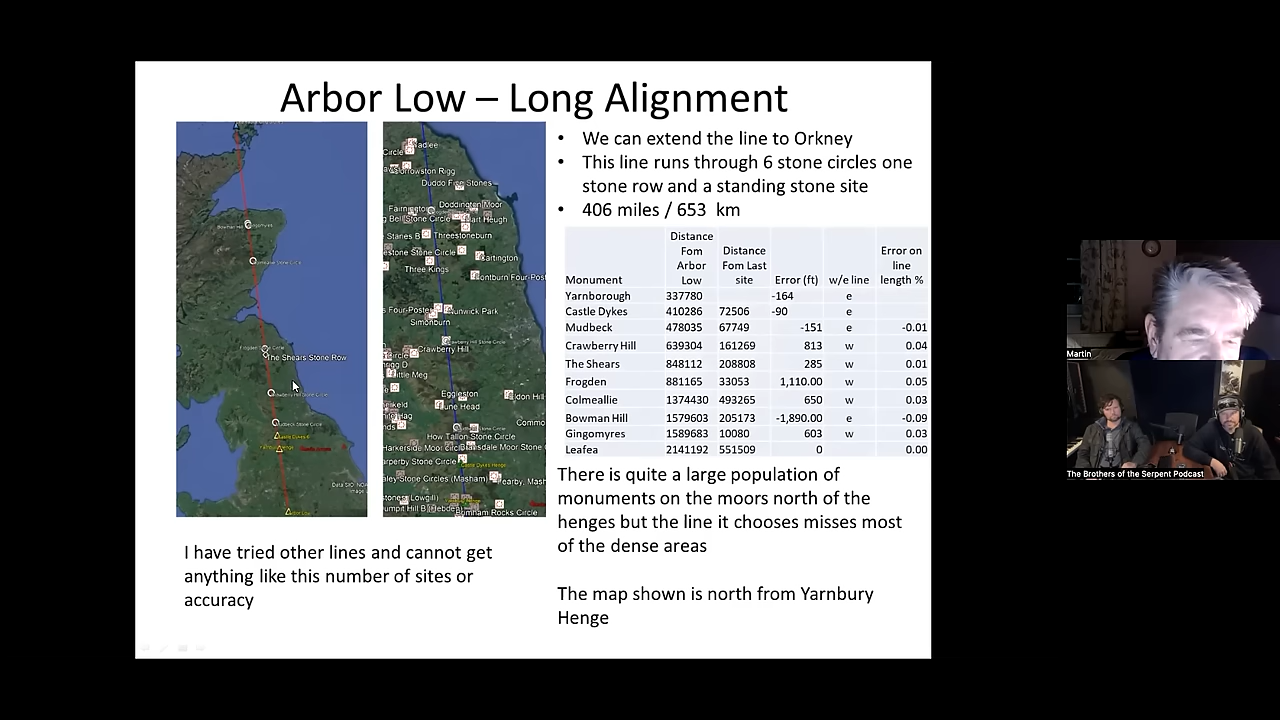 Arbor Low – Long Alignment
• We can extend the line to Orkney
• This line runs through 6 stone circles one
stone row and a standing stone site
• 406 miles / 653 km
Monument Distance Fom Arbor Low Distance Fom Last site Error (ft) w/e line Error on line length %
Yarnborough 337780 -164 e
Castle Dykes 410286 72506 -90 e
Mudbeck 478035 67749 -151 e -0.01
Crawberry Hill 639304 161269 813 w 0.04
The Shears 848112 208808 285 w 0.01
Frogden 881165 33053 1,110.00 w 0.05
Colmeallie 1374430 493265 650 w 0.03
Bowman Hill 1579603 205173 -1,890.00 e -0.09
Gingomyres 1589683 10080 603 w 0.03
Leafea 2141192 551509 0 0.00
There is quite a large population of
monuments on the moors north of the
henges but the line it chooses misses most
of the dense areas
The map shown is north from Yarnbury
Henge
I have tried other lines and cannot get
anything like this number of sites or
accuracy
The Shears Stone Row
Duddo Five Stones
Doddington Moor
Threestoneburn
Three Kings
Simonburn
Crawberry Hill
Eggleston
How Tallon Stone Circle
Brimham Rocks Circle
Martin
The Brothers of the Serpent Podcast